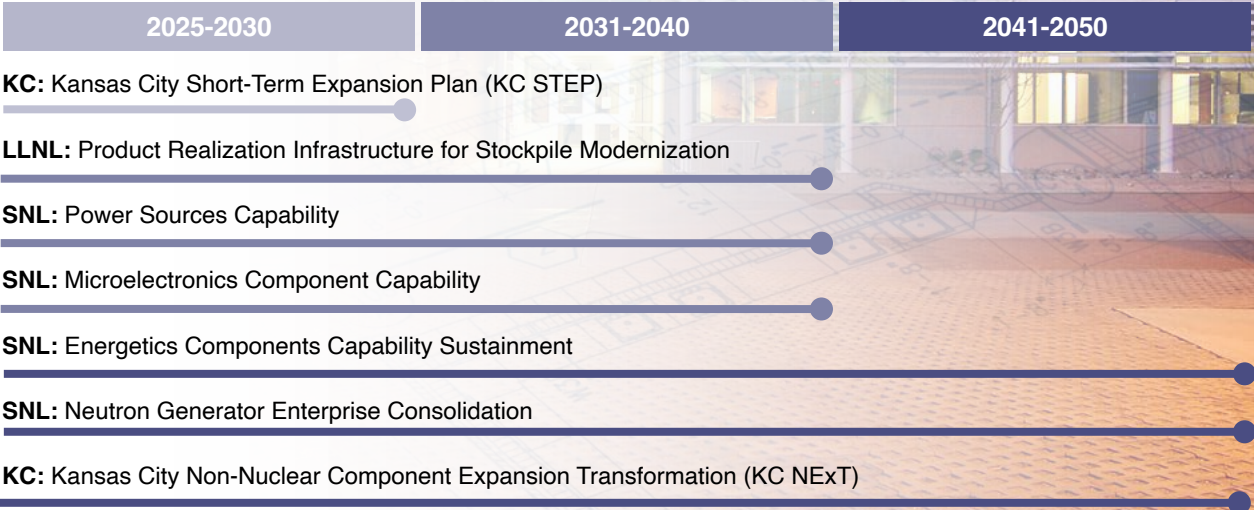 2025-2030 2031-2040 2041-2050
KC: Kansas City Short-Term Expansion Plan (KC STEP)
LLNL: Product Realization Infrastructure for Stockpile Modernization
SNL: Power Sources Capability
SNL: Microelectronics Component Capability
SNL: Energetics Components Capability Sustainment
SNL: Neutron Generator Enterprise Consolidation
KC: Kansas City Non-Nuclear Component Expansion Transformation (KC NExT)